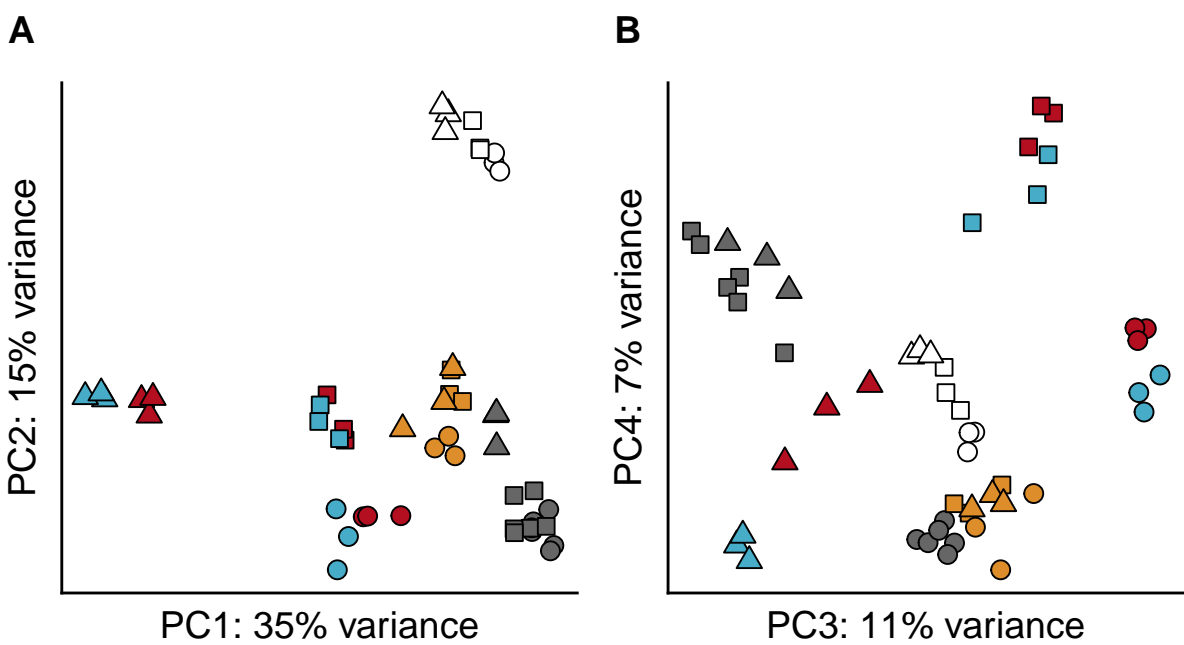 A
B
PC2: 15% variance
PC1: 35% variance
PC4: 7% variance
PC3: 11% variance